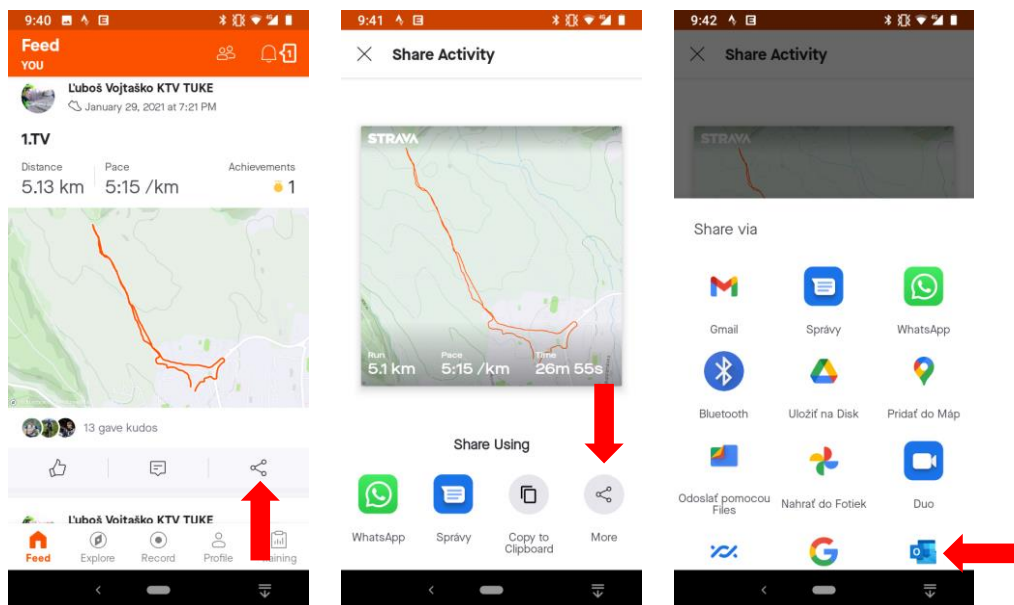 9:40
Feed
YOU
1
Ľuboš Vojtaško KTV TUKE
January 29, 2021 at 7:21 PM
1.TV
Distance
Pace
Achievements
5.13 km
5:15 /km
1
13 gave kudos
Ľuboš Vojtaško KTV TUKE
Feed
Explore
Record
Profile
9:41
Share Activity
STRAVA
Run
Pace
Time
5.1 km
5:15 /km
26m 55s
Share Using
WhatsApp
Správy
Copy to
Clipboard
More
9:42
Share Activity
STRAVA
Share via
Gmail
Správy
WhatsApp
Bluetooth
Uložiť na Disk
Pridať do Máp
Odoslať pomocou
Files
Nahrať do Fotiek
Duo